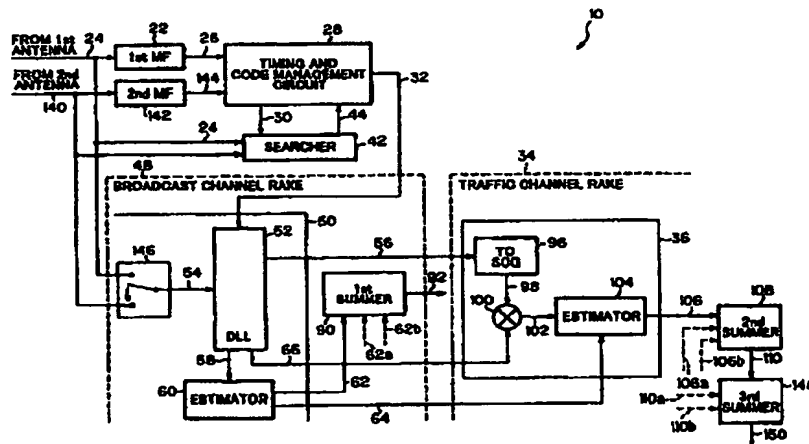 10
FROM 1st ANTENNA
24
22
1st MF
26
28
TIMING AND
CODE MANAGEMENT
CIRCUIT
32
FROM 2nd ANTENNA
140
2nd MF
142
144
24
30
44
SEARCHER
42
48
BROADCAST CHANNEL RAKE
34
TRAFFIC CHANNEL RAKE
50
52
DLL
146
54
56
TD
SCG
96
98
36
1st
SUMMER
90
92
62a
62b
100
102
104
ESTIMATOR
106
108
2nd
SUMMER
58
66
60
ESTIMATOR
62
64
106a
106b
110
110a
110b
3rd
SUMMER
150